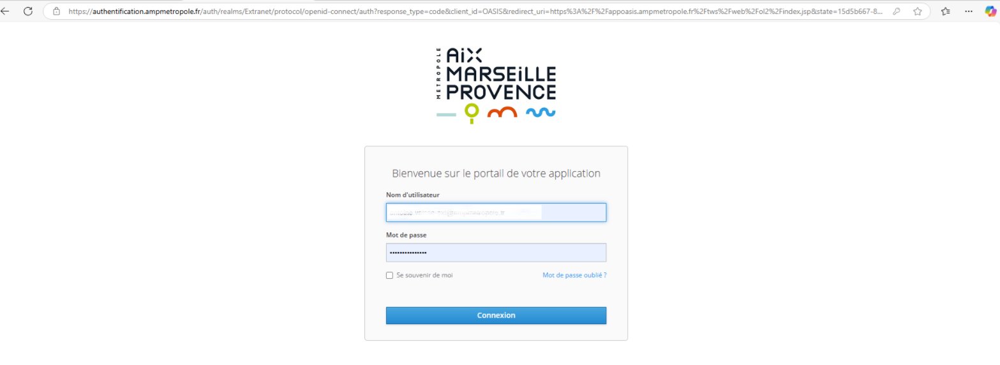 https://authentification.ampmetropole.fr/auth/realms/Extranet/protocol/openid-connect/auth?response_type=code&client_id=OASIS&redirect_uri=https%3A%2F%2Fappoasis.ampmetropole.fr%2Ftws%2Fweb%2Fol2%2Findex.jsp&state=15d5b667-8...
METROPOLE
AiX
MARSEiLLE
PROVENCE
Bienvenue sur le portail de votre application
Nom d'utilisateur
Mot de passe
•••••••••••••••
Se souvenir de moi Mot de passe oublié ?
Connexion